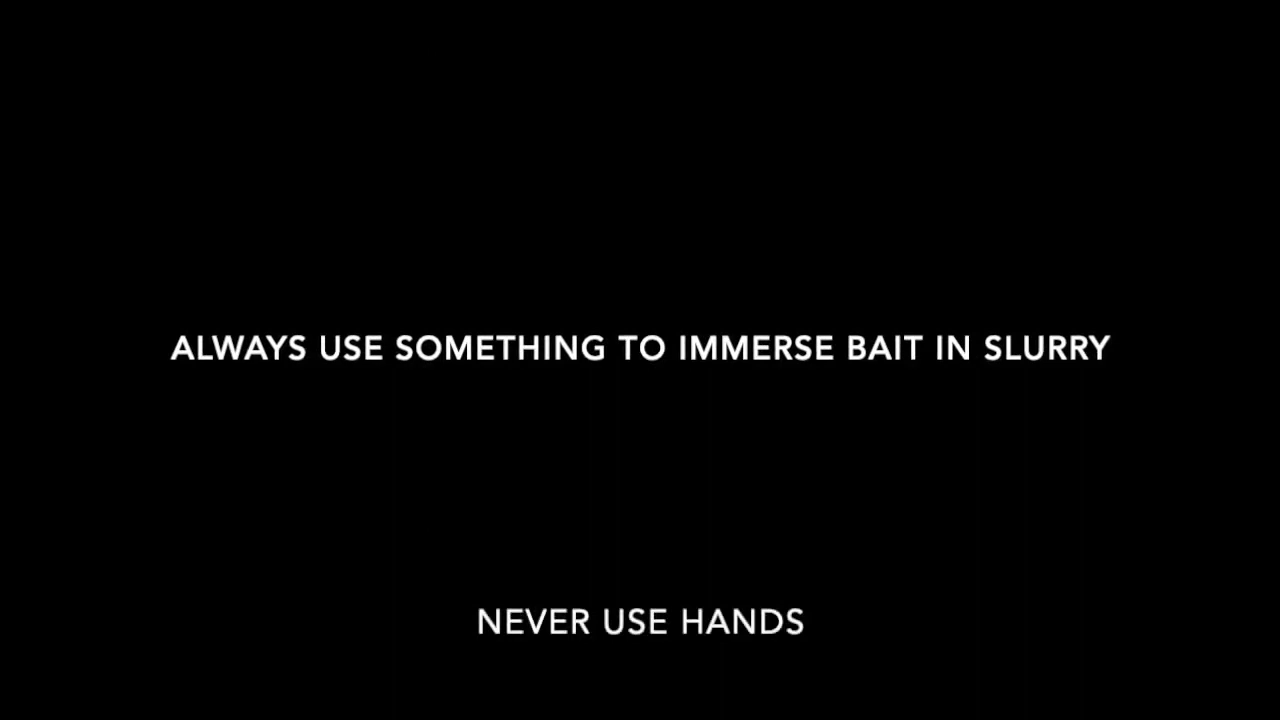 ALWAYS USE SOMETHING TO IMMERSE BAIT IN SLURRY
NEVER USE HANDS